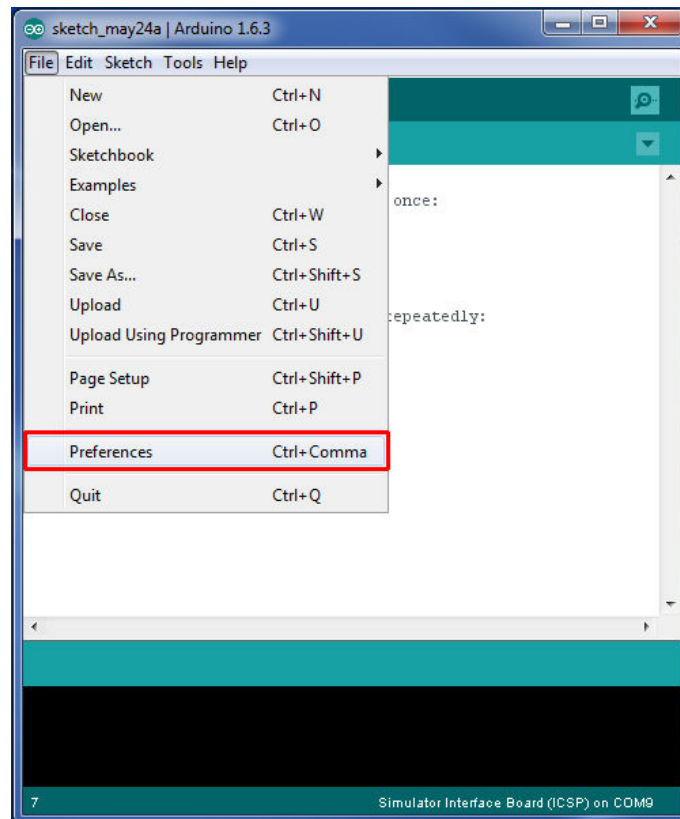 sketch_may24a | Arduino 1.6.3
File Edit Sketch Tools Help
New Ctrl+N
Open... Ctrl+O
Sketchbook
Examples
Close Ctrl+W
Save Ctrl+S
Save As... Ctrl+Shift+S
Upload Ctrl+U
Upload Using Programmer Ctrl+Shift+U
Page Setup Ctrl+Shift+P
Print Ctrl+P
Preferences Ctrl+Comma
Quit Ctrl+Q
once:
epeatedly:
7 Simulator Interface Board (ICSP) on COM9